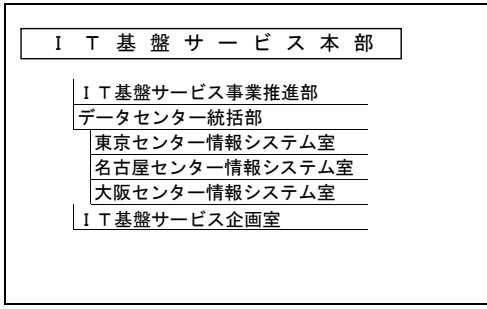 ＩＴ基盤サービス本部
ＩＴ基盤サービス事業推進部
データセンター統括部
東京センター情報システム室
名古屋センター情報システム室
大阪センター情報システム室
ＩＴ基盤サービス企画室